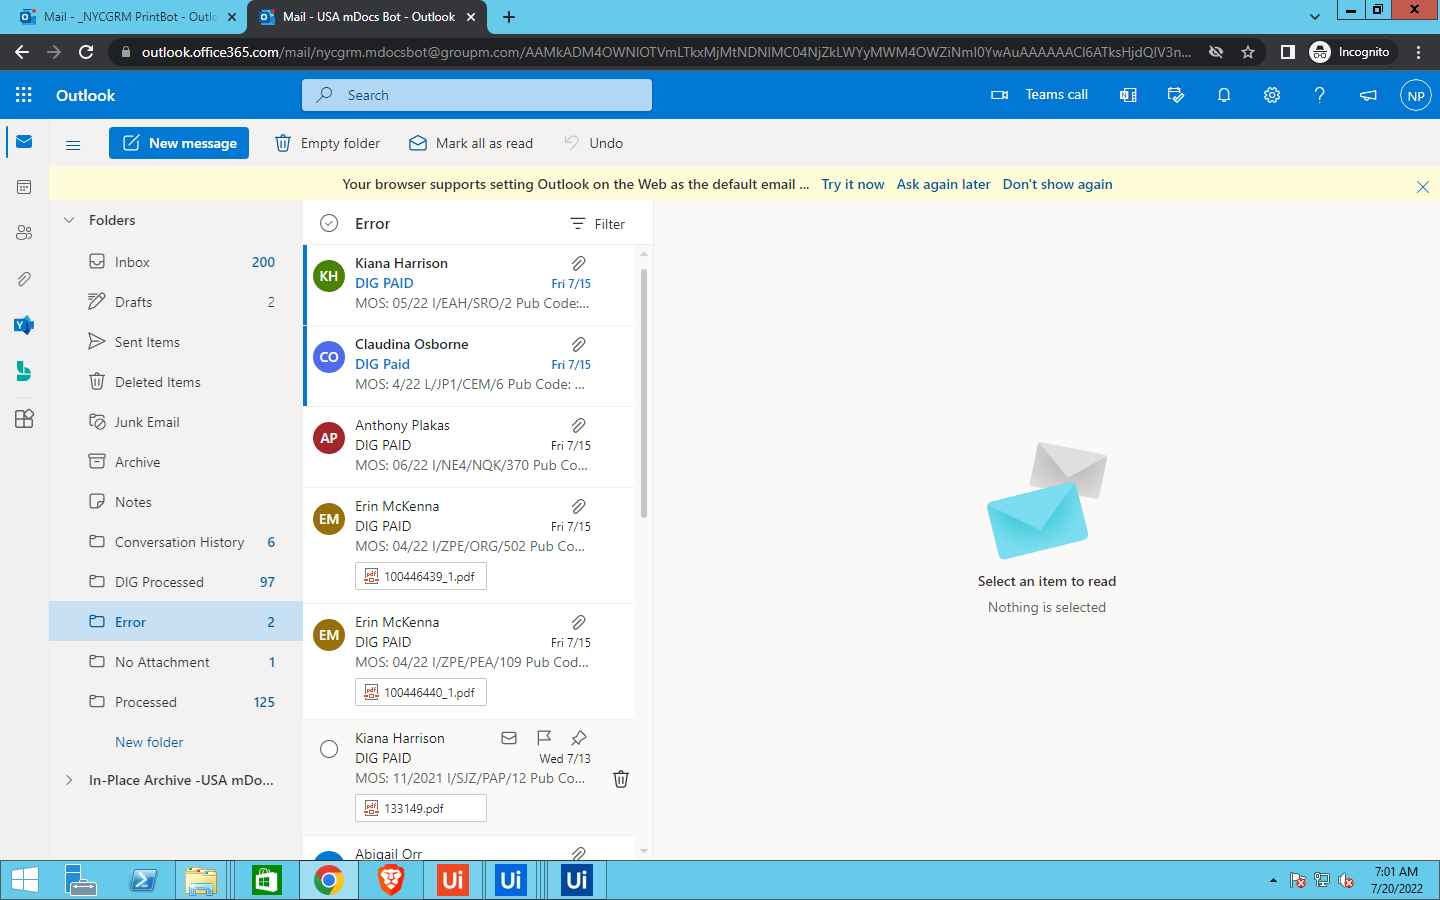 Mail - _NYCGRM PrintBot - Outlo
Mail - USA mDocs Bot - Outlook
outlook.office365.com/mail/nycgrm.mdocsbot@groupm.com/AAMkADM4OWNlOTVmLTkxMjMtNDNlMC04NjZkLWYyMWM4OWZiNmI0YwAuAAAAAACl6ATksHjdQIV3n...
Incognito
Outlook
Search
Teams call
NP
New message
Empty folder
Mark all as read
Undo
Your browser supports setting Outlook on the Web as the default email ... Try it now Ask again later Don't show again
Folders
Inbox 200
Drafts 2
Sent Items
Deleted Items
Junk Email
Archive
Notes
Conversation History 6
DIG Processed 97
Error 2
No Attachment 1
Processed 125
New folder
In-Place Archive -USA mDo...
Error
Filter
KH
Kiana Harrison
DIG PAID Fri 7/15
MOS: 05/22 I/EAH/SRO/2 Pub Code:...
CO
Claudina Osborne
DIG Paid Fri 7/15
MOS: 4/22 L/JP1/CEM/6 Pub Code: ...
AP
Anthony Plakas
DIG PAID Fri 7/15
MOS: 06/22 I/NE4/NQK/370 Pub Co...
EM
Erin McKenna
DIG PAID Fri 7/15
MOS: 04/22 I/ZPE/ORG/502 Pub Co...
100446439_1.pdf
EM
Erin McKenna
DIG PAID Fri 7/15
MOS: 04/22 I/ZPE/PEA/109 Pub Cod...
100446440_1.pdf
Kiana Harrison
DIG PAID Wed 7/13
MOS: 11/2021 I/SJZ/PAP/12 Pub Co...
133149.pdf
Abigail Orr
Select an item to read
Nothing is selected
Ui
Ui
Ui
7:01 AM
7/20/2022